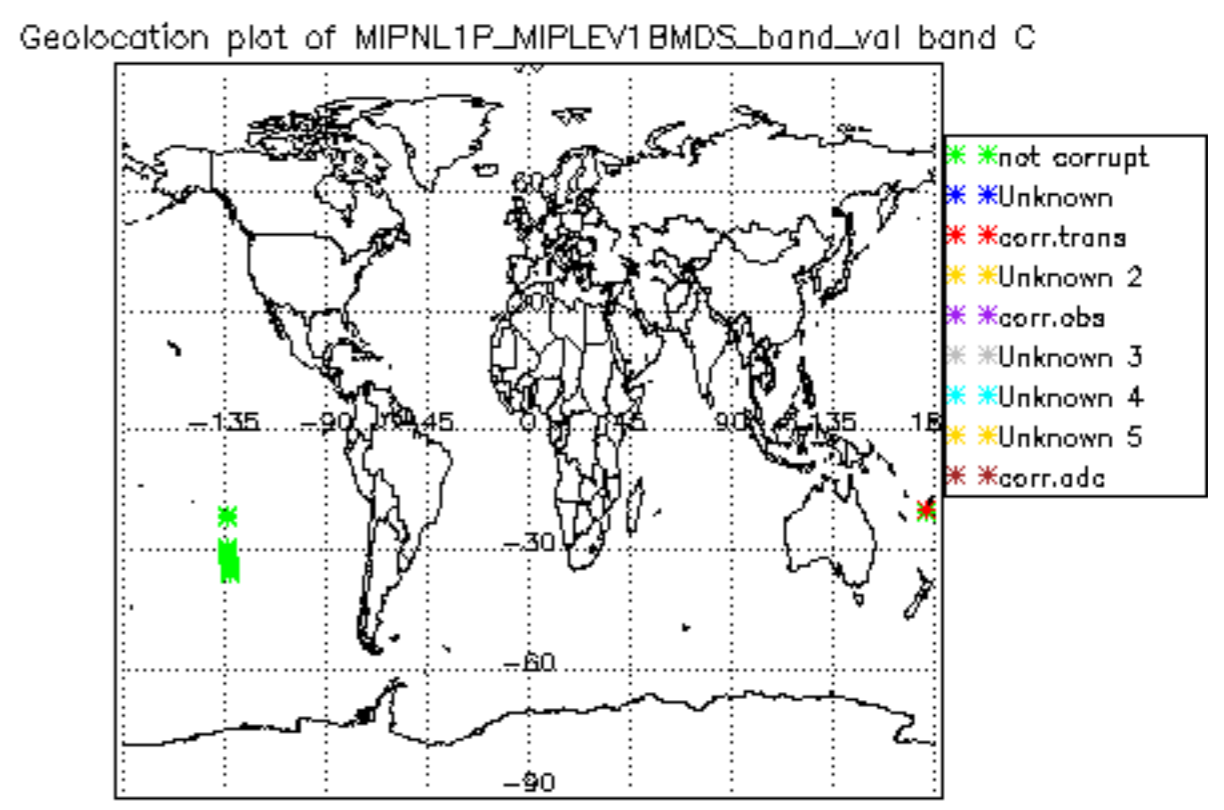 Geolocation plot of MIPNL1P_MIPLEV1BMDS_band_val band C
not corrupt
Unknown
corr.trans
Unknown 2
corr.obs
Unknown 3
Unknown 4
Unknown 5
corr.adc
60
-135 -90 -45 0 45 90 135
-30
-60
-90